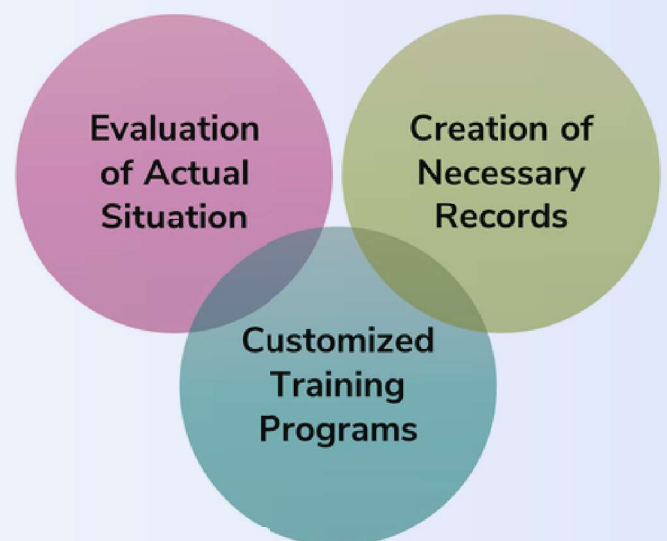 Evaluation
of Actual
Situation
Creation of
Necessary
Records
Customized
Training
Programs